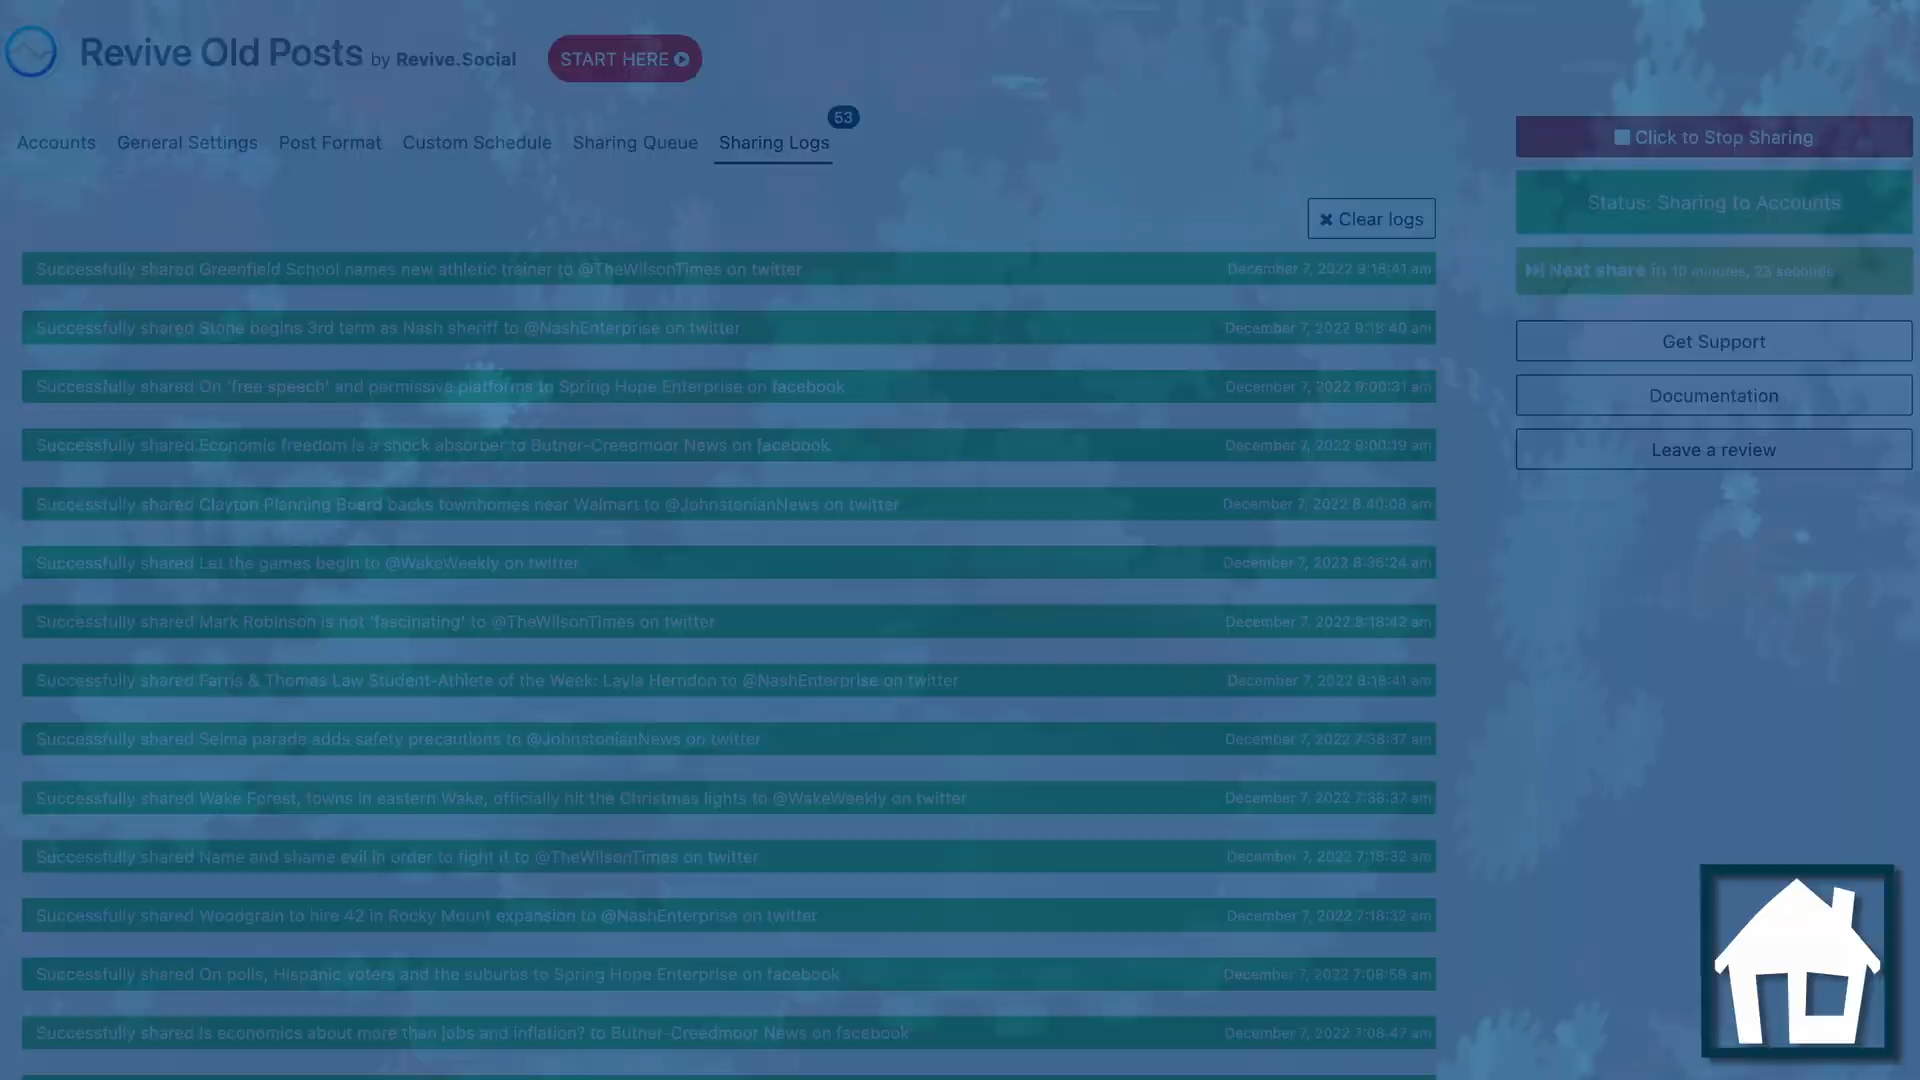 Revive Old Posts by Revive.Social START HERE
53
Accounts General Settings Post Format Custom Schedule Sharing Queue Sharing Logs
Click to Stop Sharing
Status: Sharing to Accounts
Clear logs
Next share in 10 minutes, 23 seconds
Successfully shared Greenfield School names new athletic trainer to @TheWilsonTimes on twitter December 7, 2022 9:18:41 am
Successfully shared Stone begins 3rd term as Nash sheriff to @NashEnterprise on twitter December 7, 2022 9:18:40 am
Get Support
Successfully shared On 'free speech' and permissive platforms to Spring Hope Enterprise on facebook December 7, 2022 9:00:31 am
Documentation
Successfully shared Economic freedom is a shock absorber to Butner-Creedmoor News on facebook December 7, 2022 9:00:19 am
Leave a review
Successfully shared Clayton Planning Board backs townhomes near Walmart to @JohnstonianNews on twitter December 7, 2022 8:40:08 am
Successfully shared Let the games begin to @WakeWeekly on twitter December 7, 2022 8:36:24 am
Successfully shared Mark Robinson is not 'fascinating' to @TheWilsonTimes on twitter December 7, 2022 8:18:42 am
Successfully shared Farris & Thomas Law Student-Athlete of the Week: Layla Herndon to @NashEnterprise on twitter December 7, 2022 8:18:41 am
Successfully shared Selma parade adds safety precautions to @JohnstonianNews on twitter December 7, 2022 7:38:37 am
Successfully shared Wake Forest, towns in eastern Wake, officially hit the Christmas lights to @WakeWeekly on twitter December 7, 2022 7:38:37 am
Successfully shared Name and shame evil in order to fight it to @TheWilsonTimes on twitter December 7, 2022 7:18:32 am
Successfully shared Woodgrain to hire 42 in Rocky Mount expansion to @NashEnterprise on twitter December 7, 2022 7:18:32 am
Successfully shared On polls, Hispanic voters and the suburbs to Spring Hope Enterprise on facebook December 7, 2022 7:08:59 am
Successfully shared Is economics about more than jobs and inflation? to Butner-Creedmoor News on facebook December 7, 2022 7:08:47 am